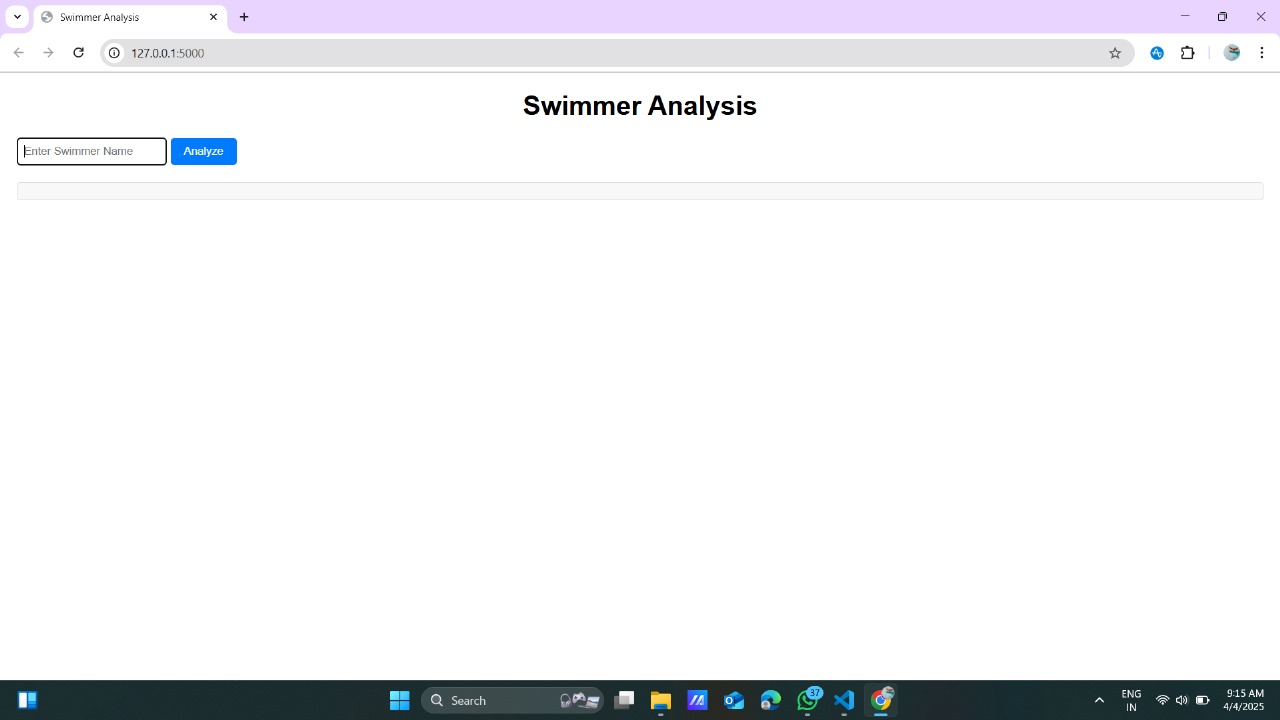 Swimmer Analysis
127.0.0.1:5000
Swimmer Analysis
Enter Swimmer Name Analyze
Search
37
ENG
IN
9:15 AM
4/4/2025